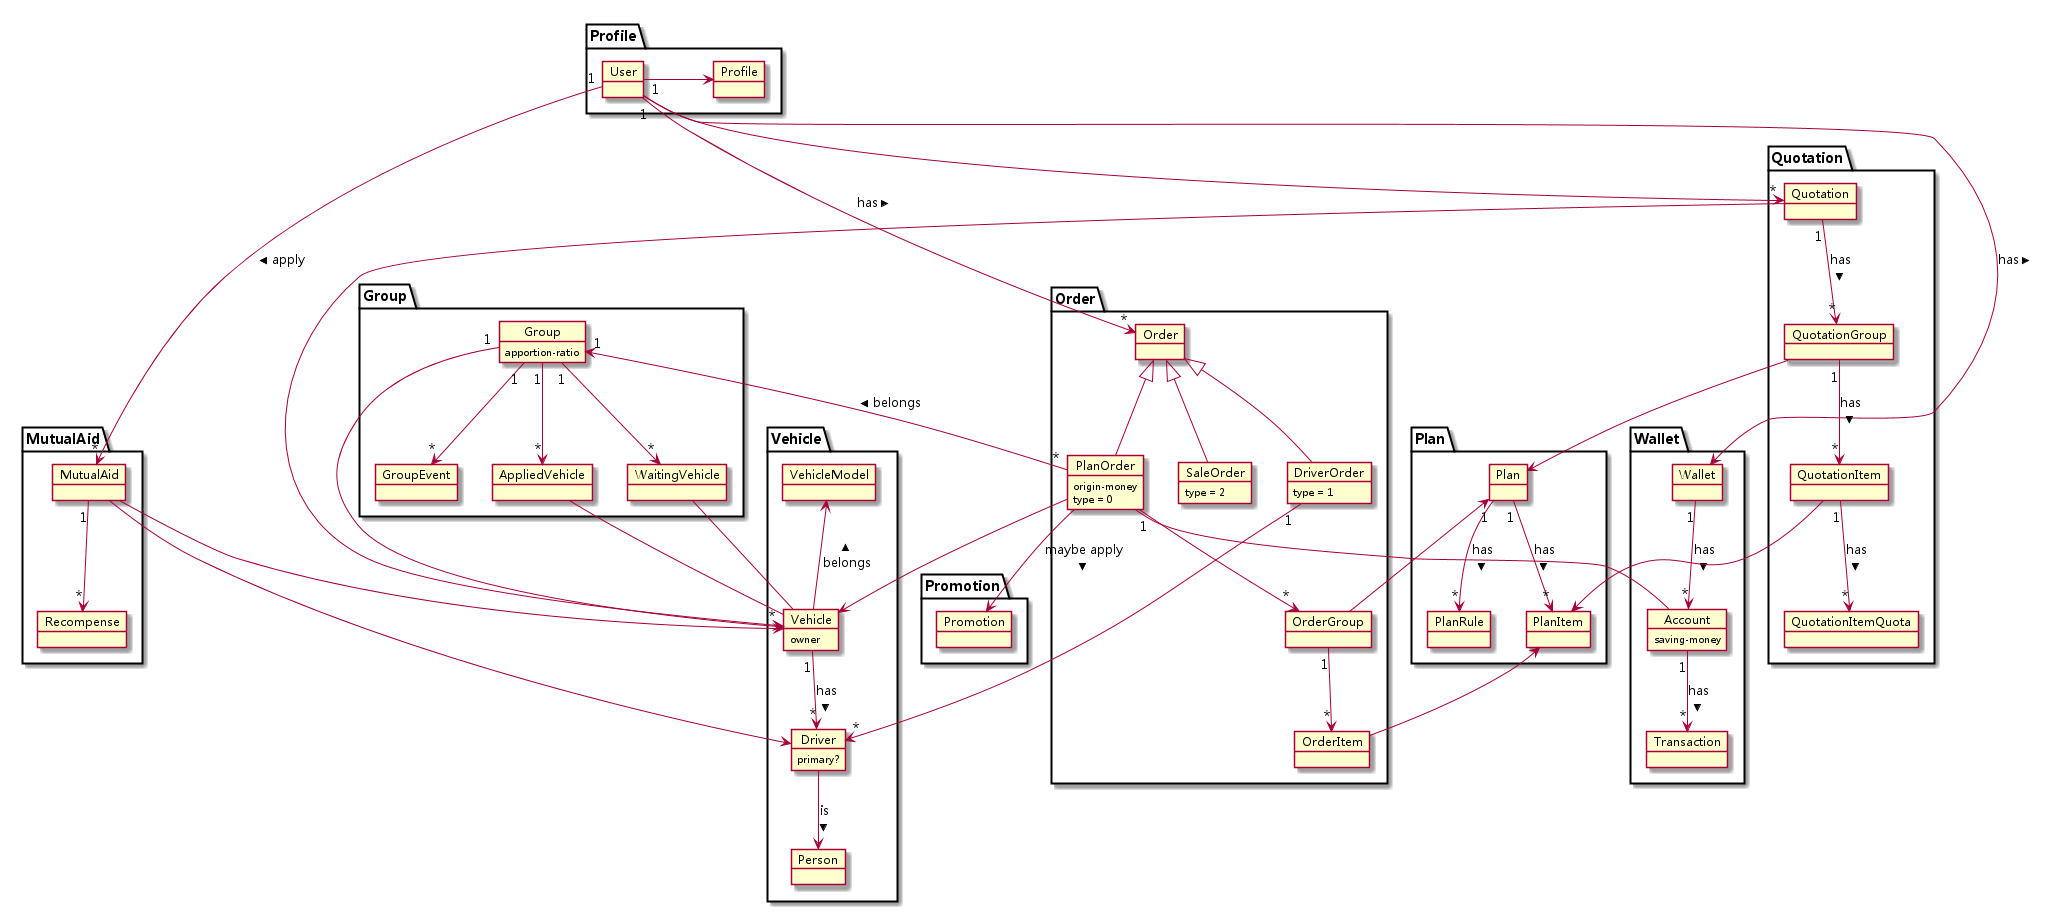 Profile
User
Profile
1
1
1
Quotation
*
Quotation
has ►
1
◄ apply
has
▼
has ►
Group
Order
Group
apportion-ratio
1
1
*
Order
*
QuotationGroup
1
1
1
1
◄ belongs
has
▼
MutualAid
*
Vehicle
Plan
Wallet
*
*
*
*
*
MutualAid
GroupEvent
AppliedVehicle
WaitingVehicle
VehicleModel
PlanOrder
origin-money
type = 0
SaleOrder
type = 2
DriverOrder
type = 1
Plan
Wallet
QuotationItem
1
1
1
1
1
1
1
▲
belongs
maybe apply
▼
has
▼
has
▼
has
▼
has
▼
Promotion
*
*
*
*
*
*
*
Recompense
Vehicle
owner
Promotion
OrderGroup
PlanRule
PlanItem
Account
saving-money
QuotationItemQuota
1
1
1
has
▼
has
▼
*
*
*
*
Driver
primary?
OrderItem
Transaction
is
▼
Person